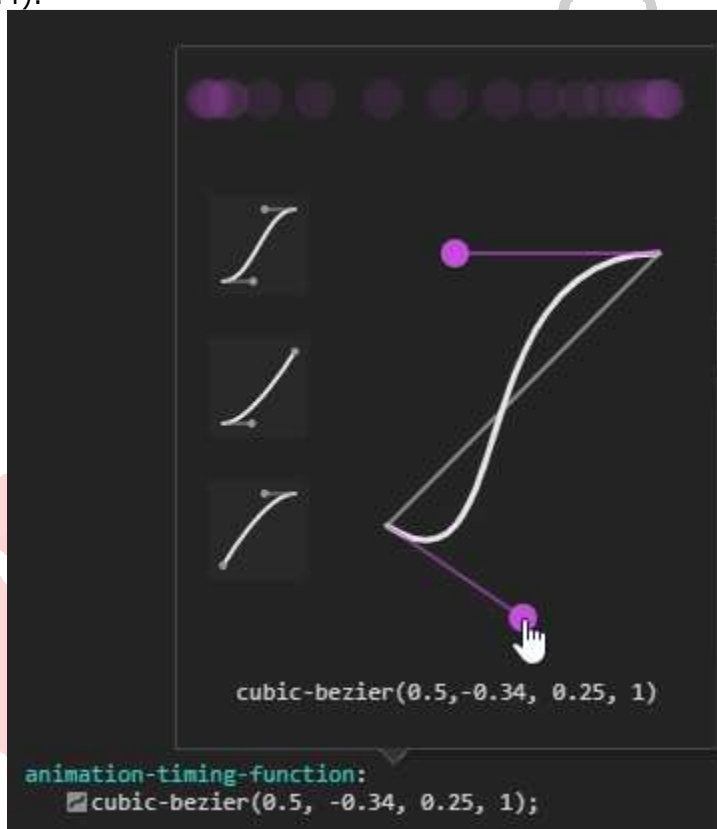 cubic-bezier(0.5,-0.34, 0.25, 1)
animation-timing-function:
cubic-bezier(0.5, -0.34, 0.25, 1);